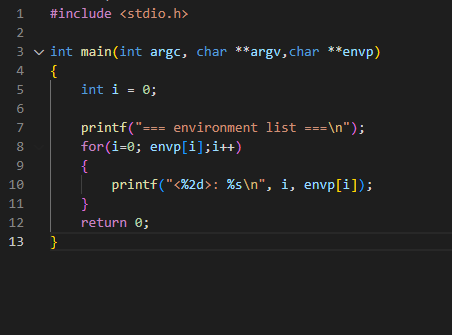 1 #include <stdio.h>
2
3 int main(int argc, char **argv,char **envp)
4 {
5     int i = 0;
6
7     printf("=== environment list ===\n");
8     for(i=0; envp[i];i++)
9     {
10         printf("<%2d>: %s\n", i, envp[i]);
11     }
12     return 0;
13 }